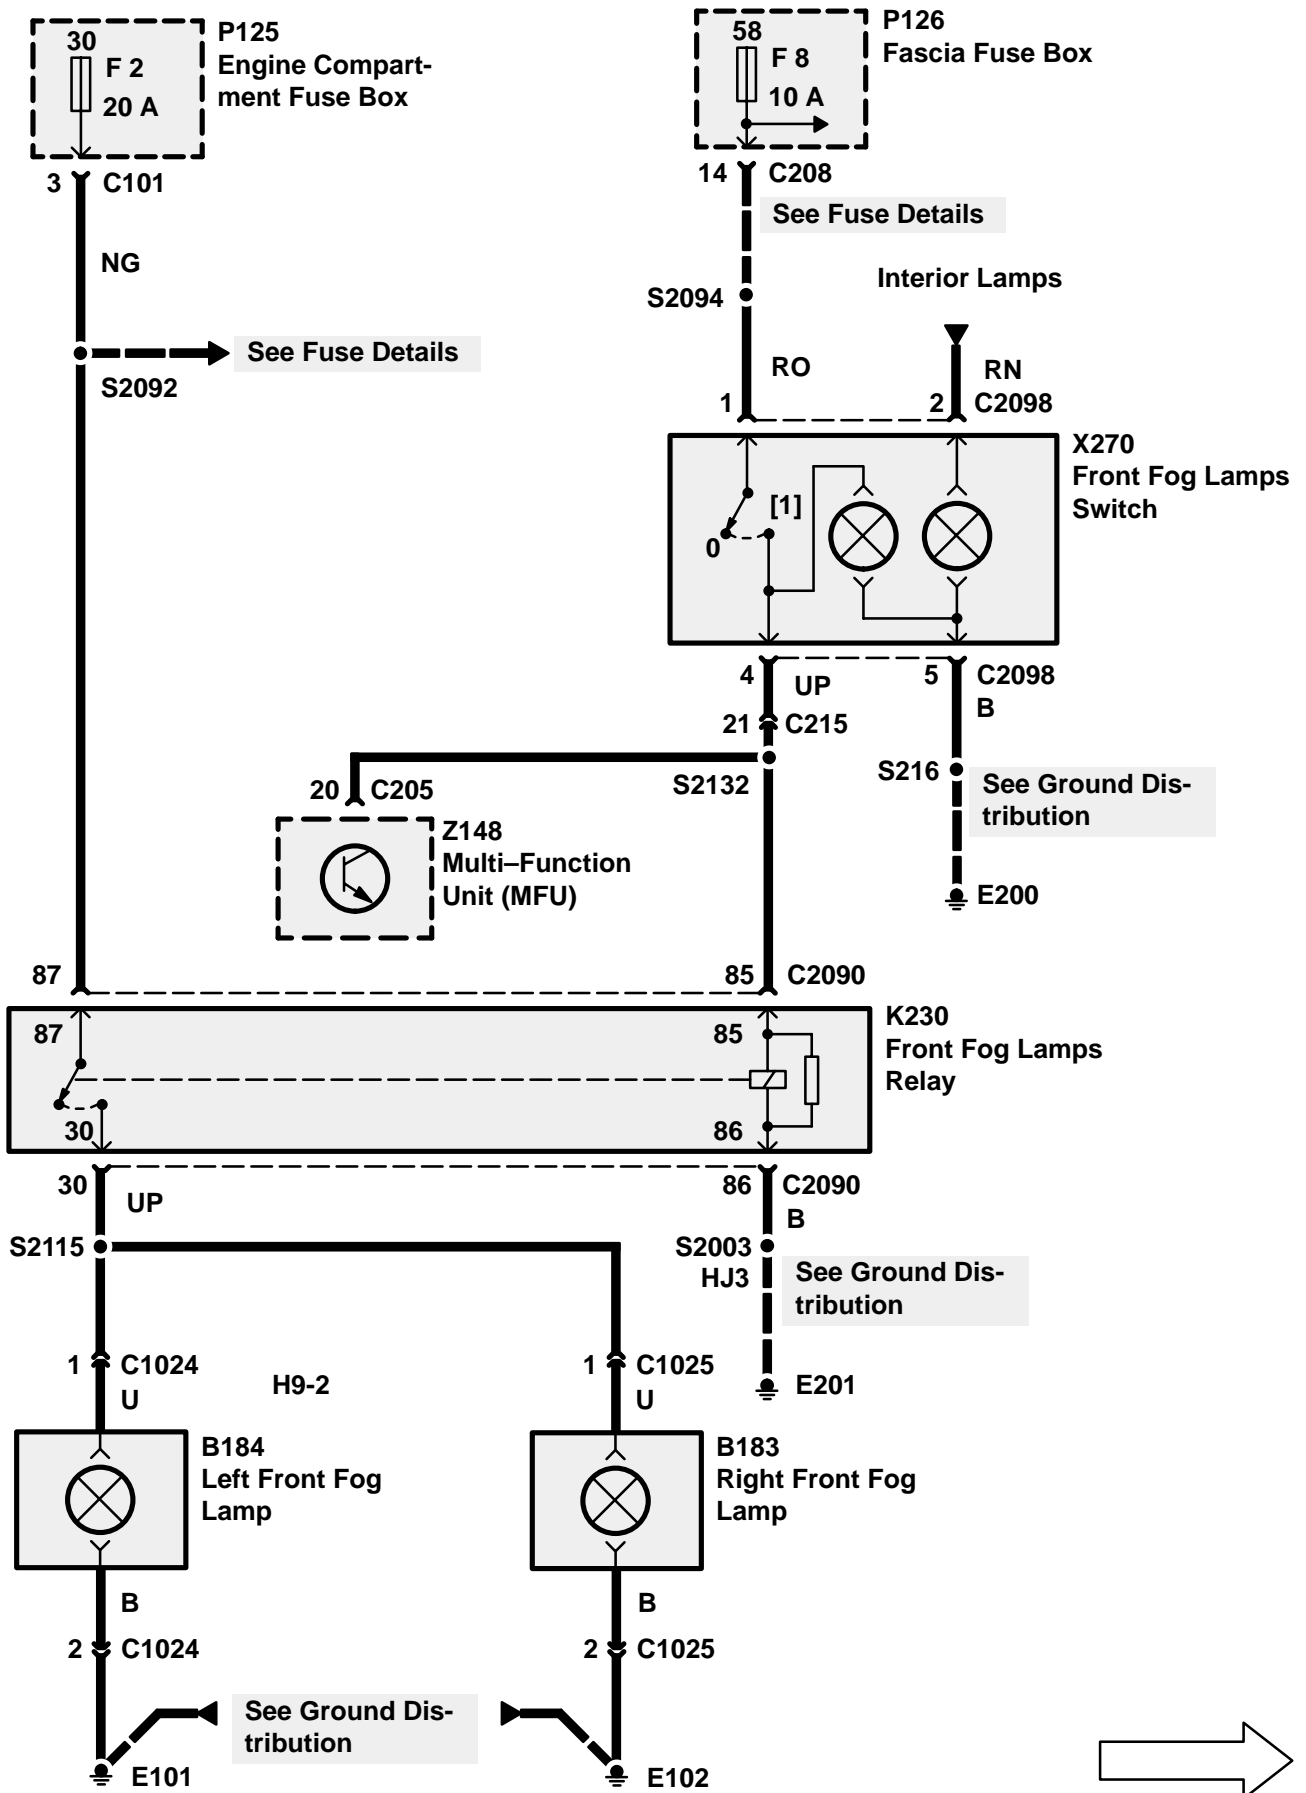 30
F 2
20 A
P125
Engine Compart-
ment Fuse Box
58
F 8
10 A
P126
Fascia Fuse Box
3
C101
14
C208
See Fuse Details
NG
S2094
Interior Lamps
See Fuse Details
S2092
RO
RN
1
2
C2098
X270
Front Fog Lamps
Switch
[1]
0
4
UP
5
C2098
B
21
C215
S2132
S216
See Ground Dis-
tribution
20
C205
Z148
Multi–Function
Unit (MFU)
E200
87
85
C2090
87
85
K230
Front Fog Lamps
Relay
30
86
30
UP
86
C2090
B
S2115
S2003
HJ3
See Ground Dis-
tribution
1
C1024
U
H9-2
1
C1025
U
E201
B184
Left Front Fog
Lamp
B183
Right Front Fog
Lamp
B
B
2
C1024
2
C1025
See Ground Dis-
tribution
E101
E102